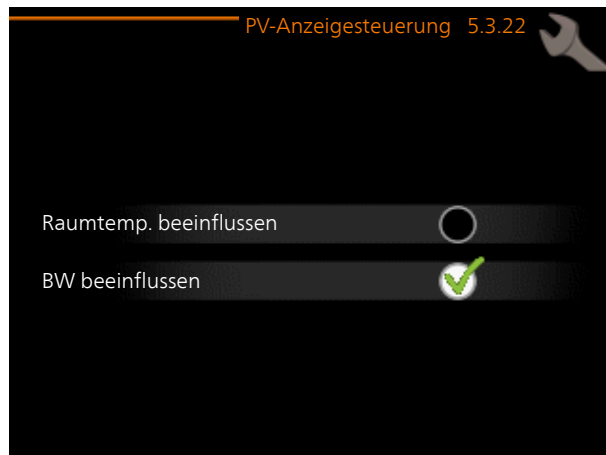 PV-Anzeigesteuerung 5.3.22
Raumtemp. beeinflussen
BW beeinflussen